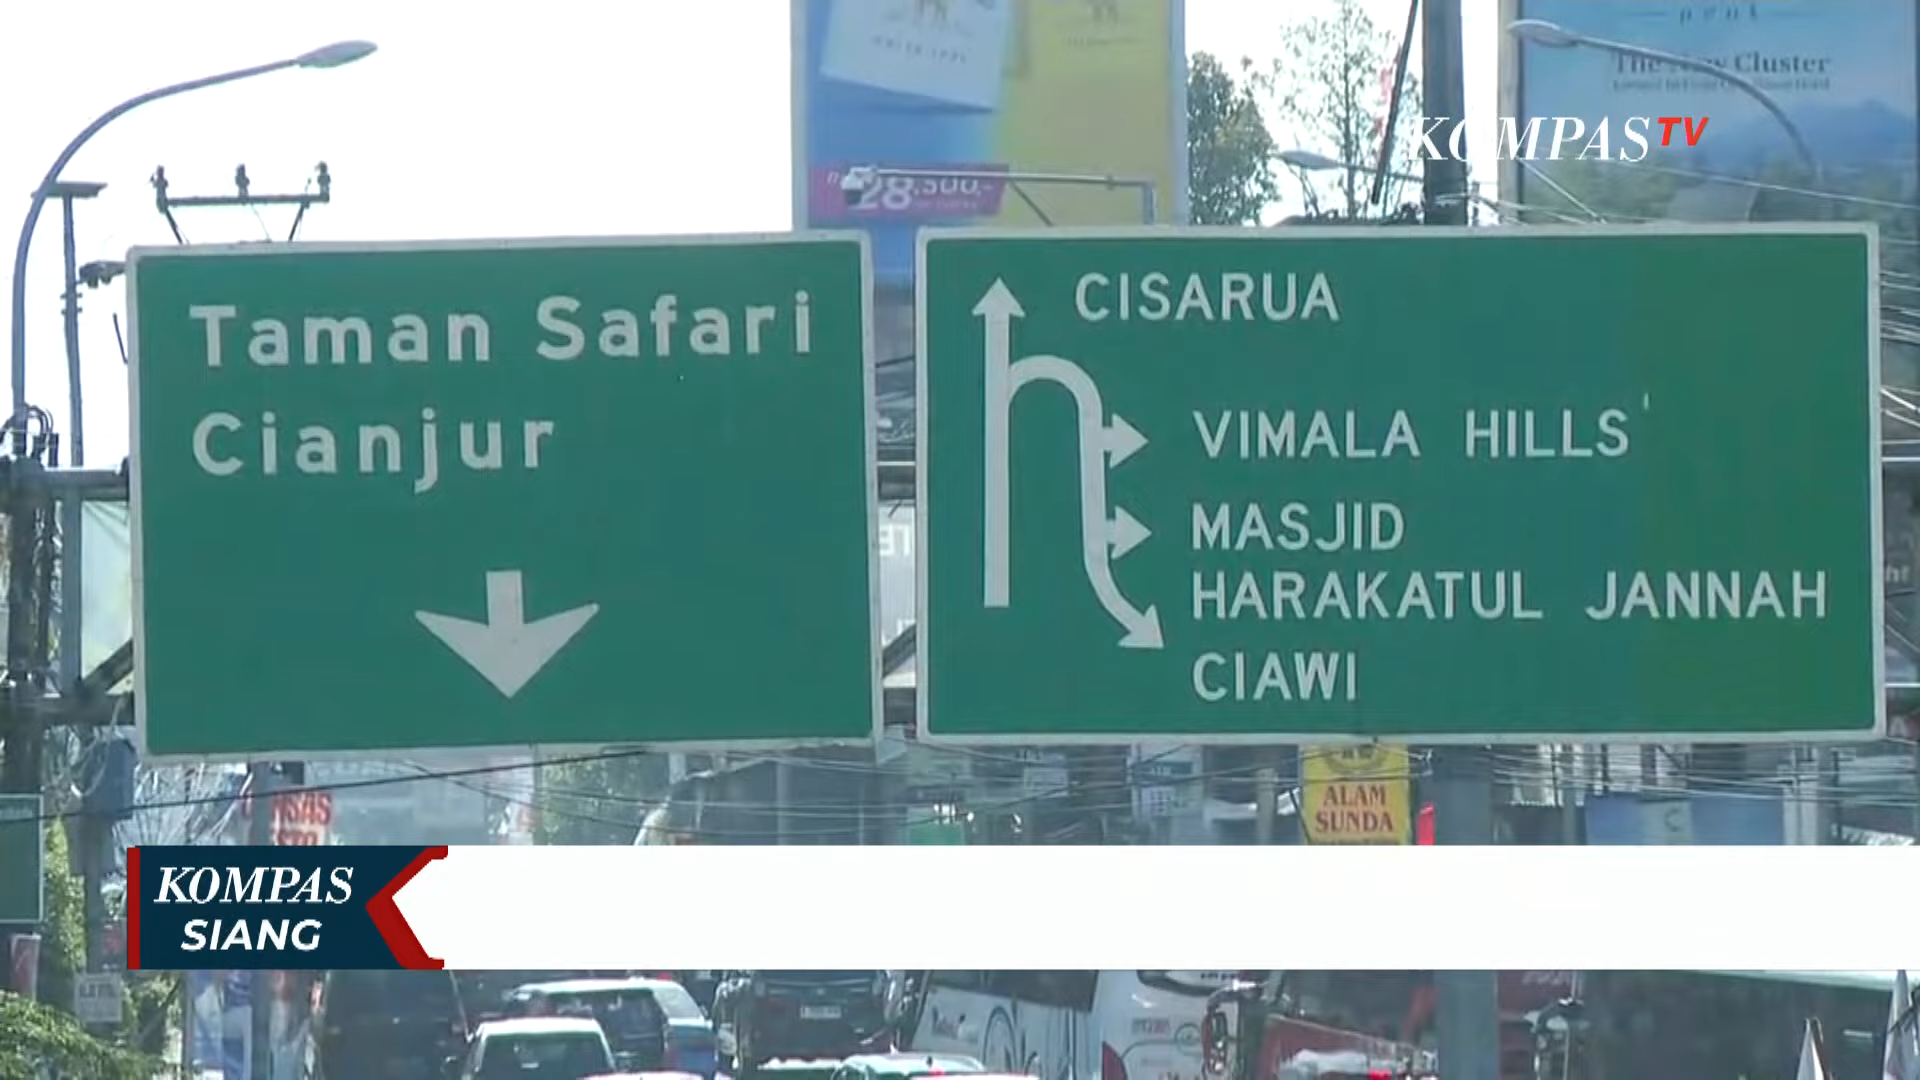 The New Cluster
KOMPAS TV
28.500,-
Taman Safari
Cianjur
CISARUA
VIMALA HILLS
MASJID
HARAKATUL JANNAH
CIAWI
ALAM
SUNDA
KOMPAS
SIANG